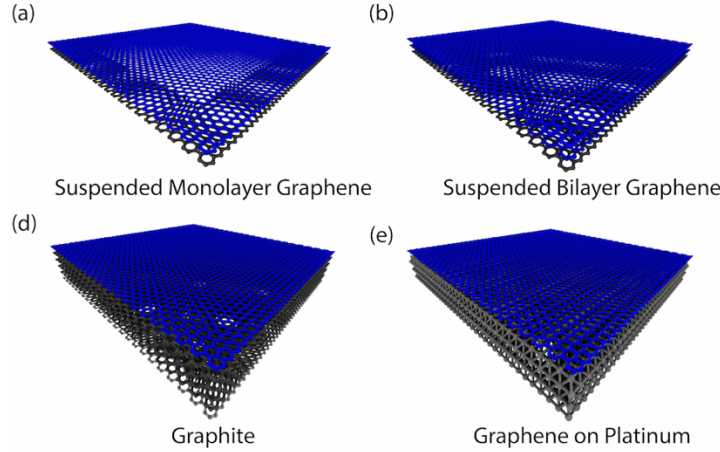 (a)
(b)
Suspended Monolayer Graphene
Suspended Bilayer Graphene
(d)
(e)
Graphite
Graphene on Platinum